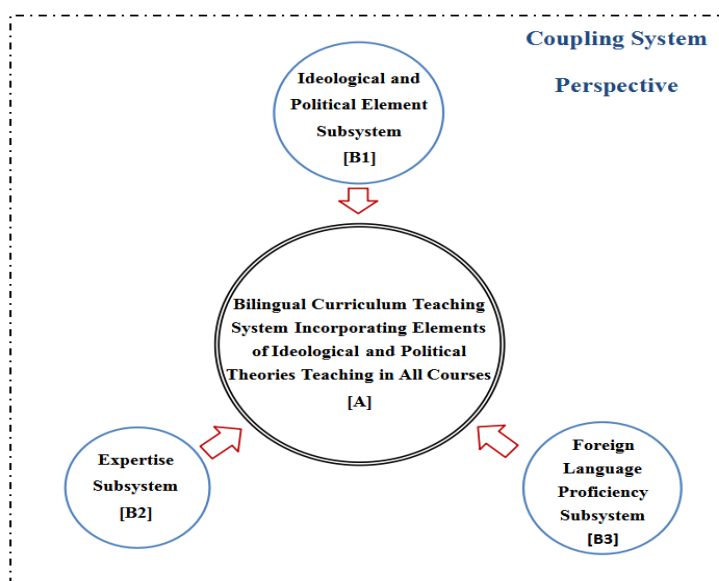 Coupling System
Perspective
Ideological and
Political Element
Subsystem
[B1]
Bilingual Curriculum Teaching
System Incorporating Elements
of Ideological and Political
Theories Teaching in All Courses
[A]
Expertise
Subsystem
[B2]
Foreign
Language
Proficiency
Subsystem
[B3]